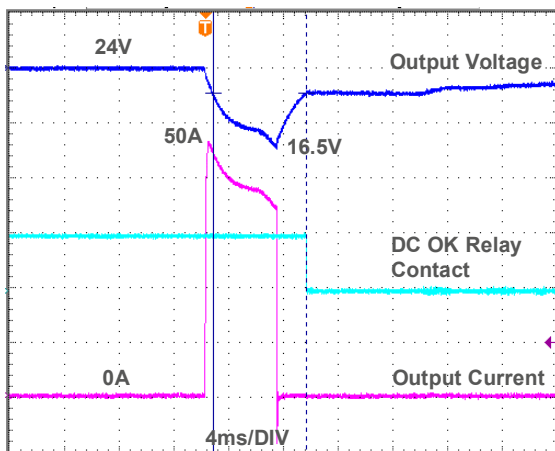 T
24V
Output Voltage
50A
16.5V
DC OK Relay
Contact
0A
Output Current
4ms/DIV